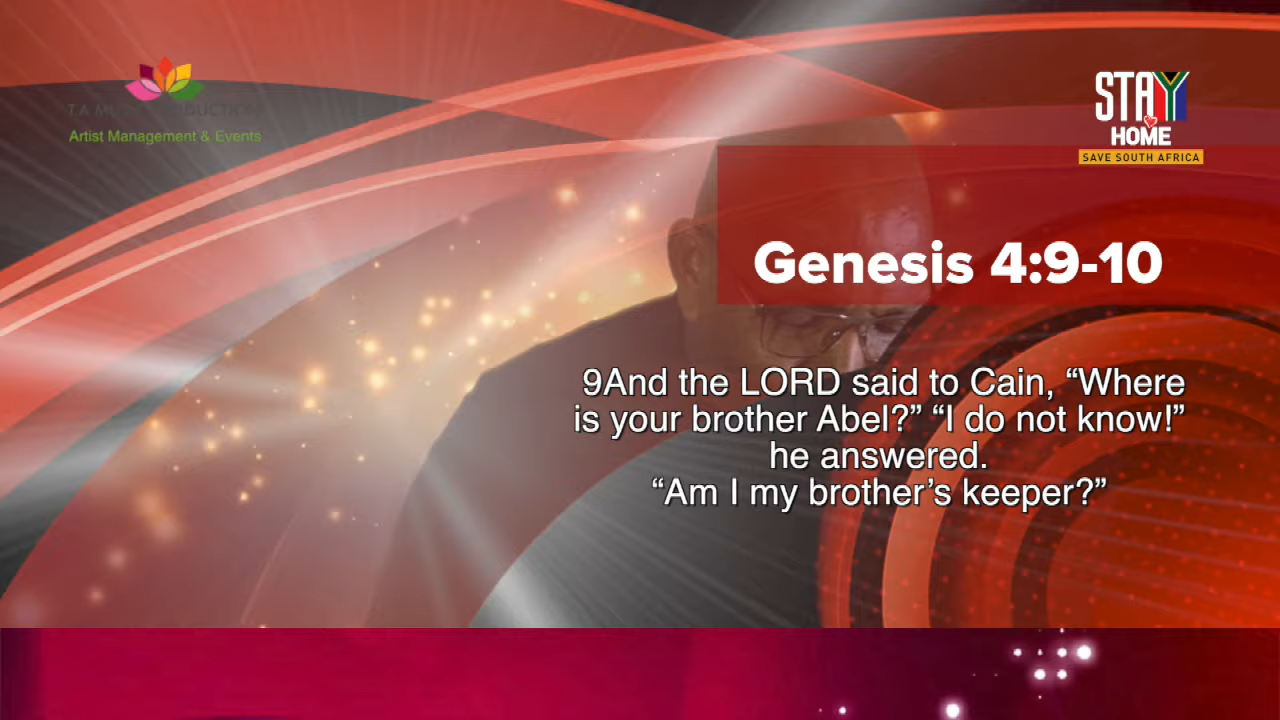 Artist Management & Events
STAY
HOME
SAVE SOUTH AFRICA
Genesis 4:9-10
9And the LORD said to Cain, “Where
is your brother Abel?” “I do not know!”
he answered.
“Am I my brother’s keeper?”